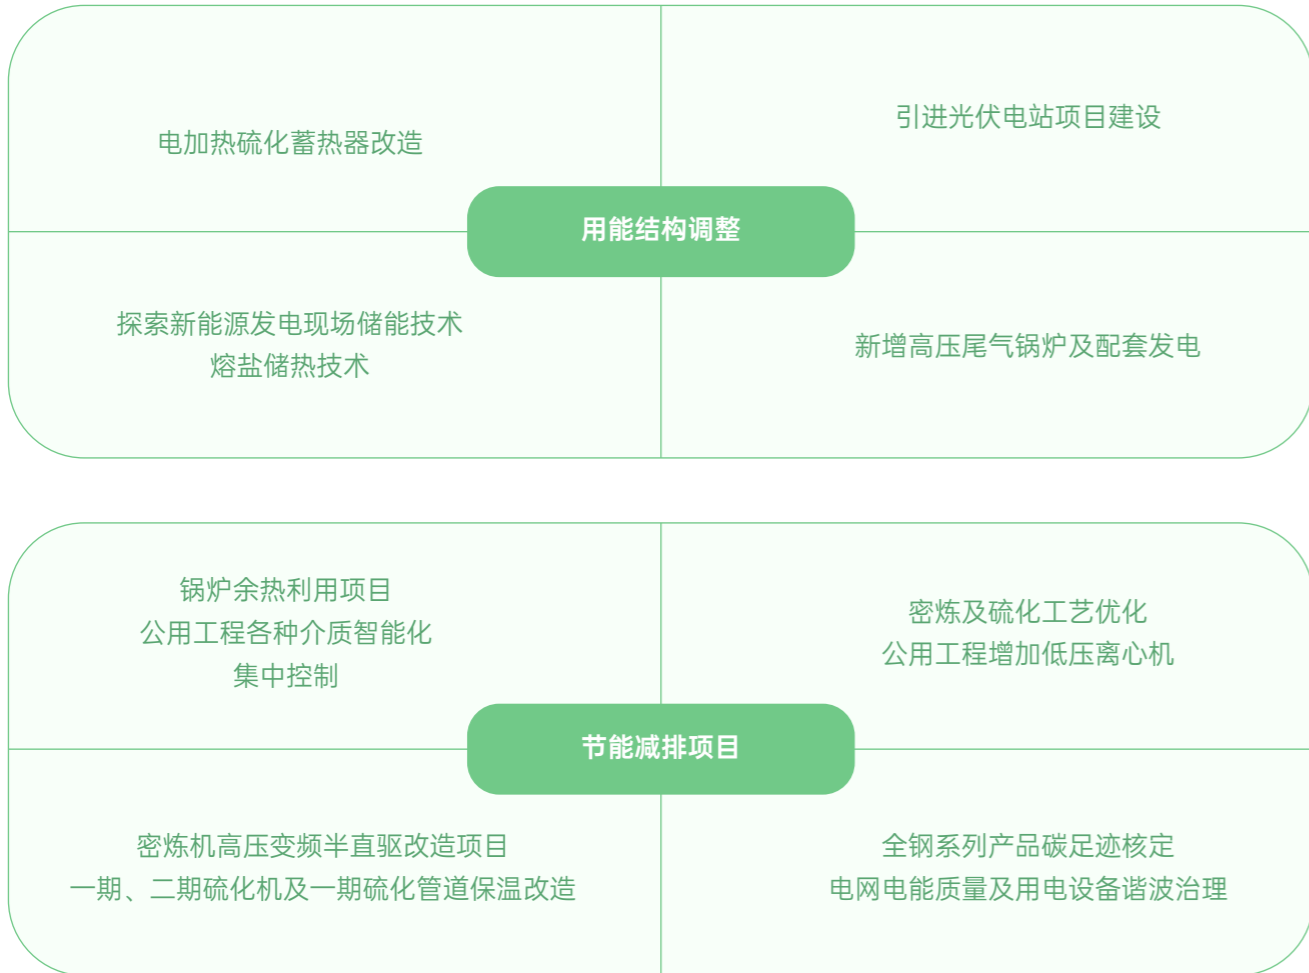 电加热硫化蓄热器改造
引进光伏电站项目建设
用能结构调整
探索新能源发电现场储能技术
熔盐储热技术
新增高压尾气锅炉及配套发电
锅炉余热利用项目
公用工程各种介质智能化
集中控制
密炼及硫化工艺优化
公用工程增加低压离心机
节能减排项目
密炼机高压变频半直驱改造项目
一期、二期硫化机及一期硫化管道保温改造
全钢系列产品碳足迹核定
电网电能质量及用电设备谐波治理